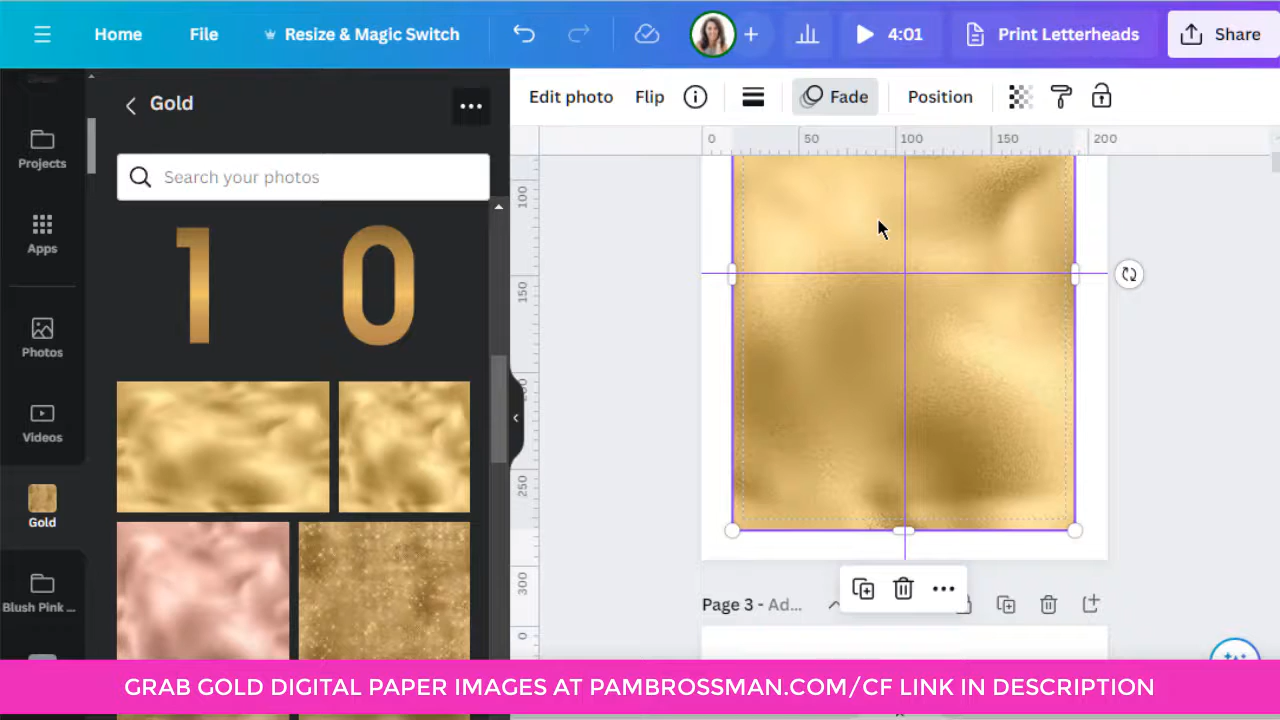 Home File Resize & Magic Switch 4:01 Print Letterheads Share
Gold
Edit photo Flip Fade Position
0 50 100 150 200
Search your photos
Projects
Apps
Photos
Videos
Gold
Blush Pink ...
1 0
100
150
250
300
0
Page 3 - Ad...
GRAB GOLD DIGITAL PAPER IMAGES AT PAMBROSSMAN.COM/CF LINK IN DESCRIPTION